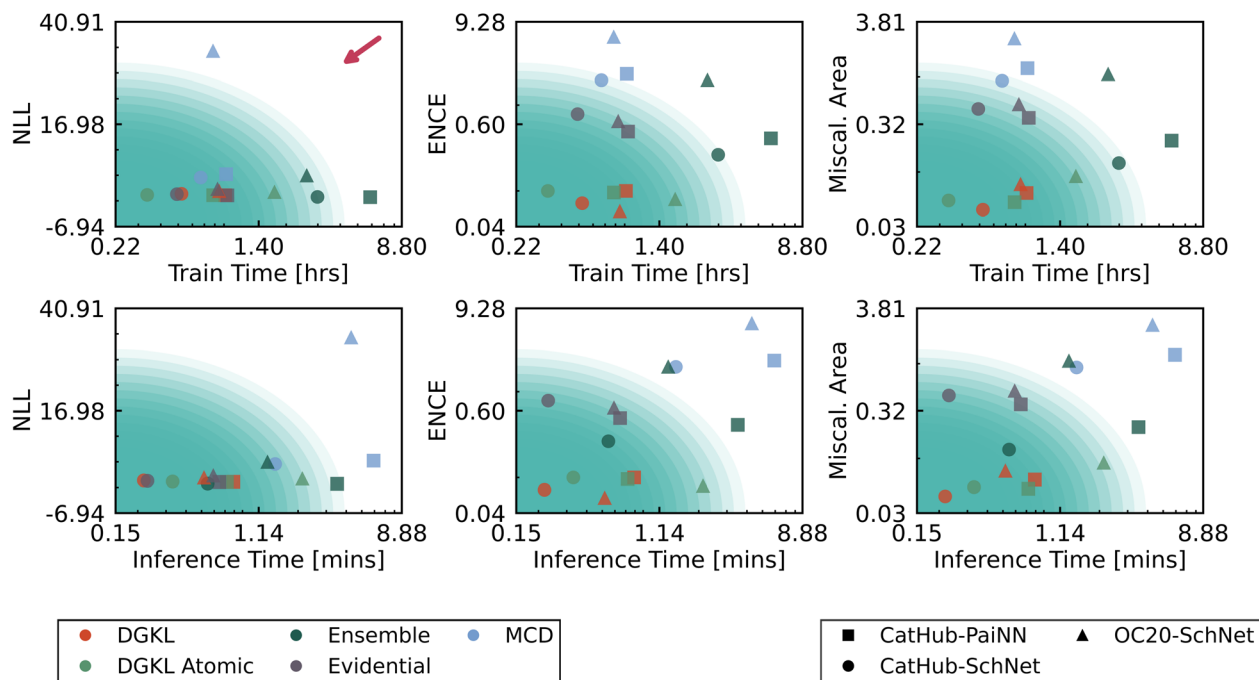 40.91
16.98
-6.94
NLL
0.22 1.40 8.80
Train Time [hrs]
9.28
0.60
0.04
ENCE
0.22 1.40 8.80
Train Time [hrs]
3.81
0.32
0.03
Miscal. Area
0.22 1.40 8.80
Train Time [hrs]
40.91
16.98
-6.94
NLL
0.15 1.14 8.88
Inference Time [mins]
9.28
0.60
0.04
ENCE
0.15 1.14 8.88
Inference Time [mins]
3.81
0.32
0.03
Miscal. Area
0.15 1.14 8.88
Inference Time [mins]
DGKL Ensemble MCD
DGKL Atomic Evidential
CatHub-PaiNN OC20-SchNet
CatHub-SchNet